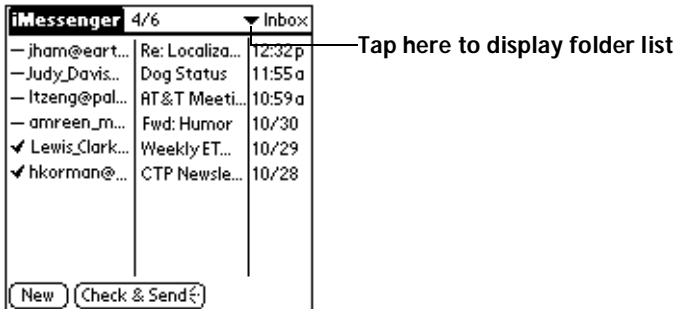 iMessenger 4/6 Inbox
Tap here to display folder list
jham@eart... Re: Localiza... 12:32p
Judy_Davis... Dog Status 11:55a
ltzeng@pal... AT&T Meeti... 10:59a
amreen_m... Fwd: Humor 10/30
Lewis_Clark... Weekly ET... 10/29
hkorman@... CTP Newsle... 10/28
New Check & Send